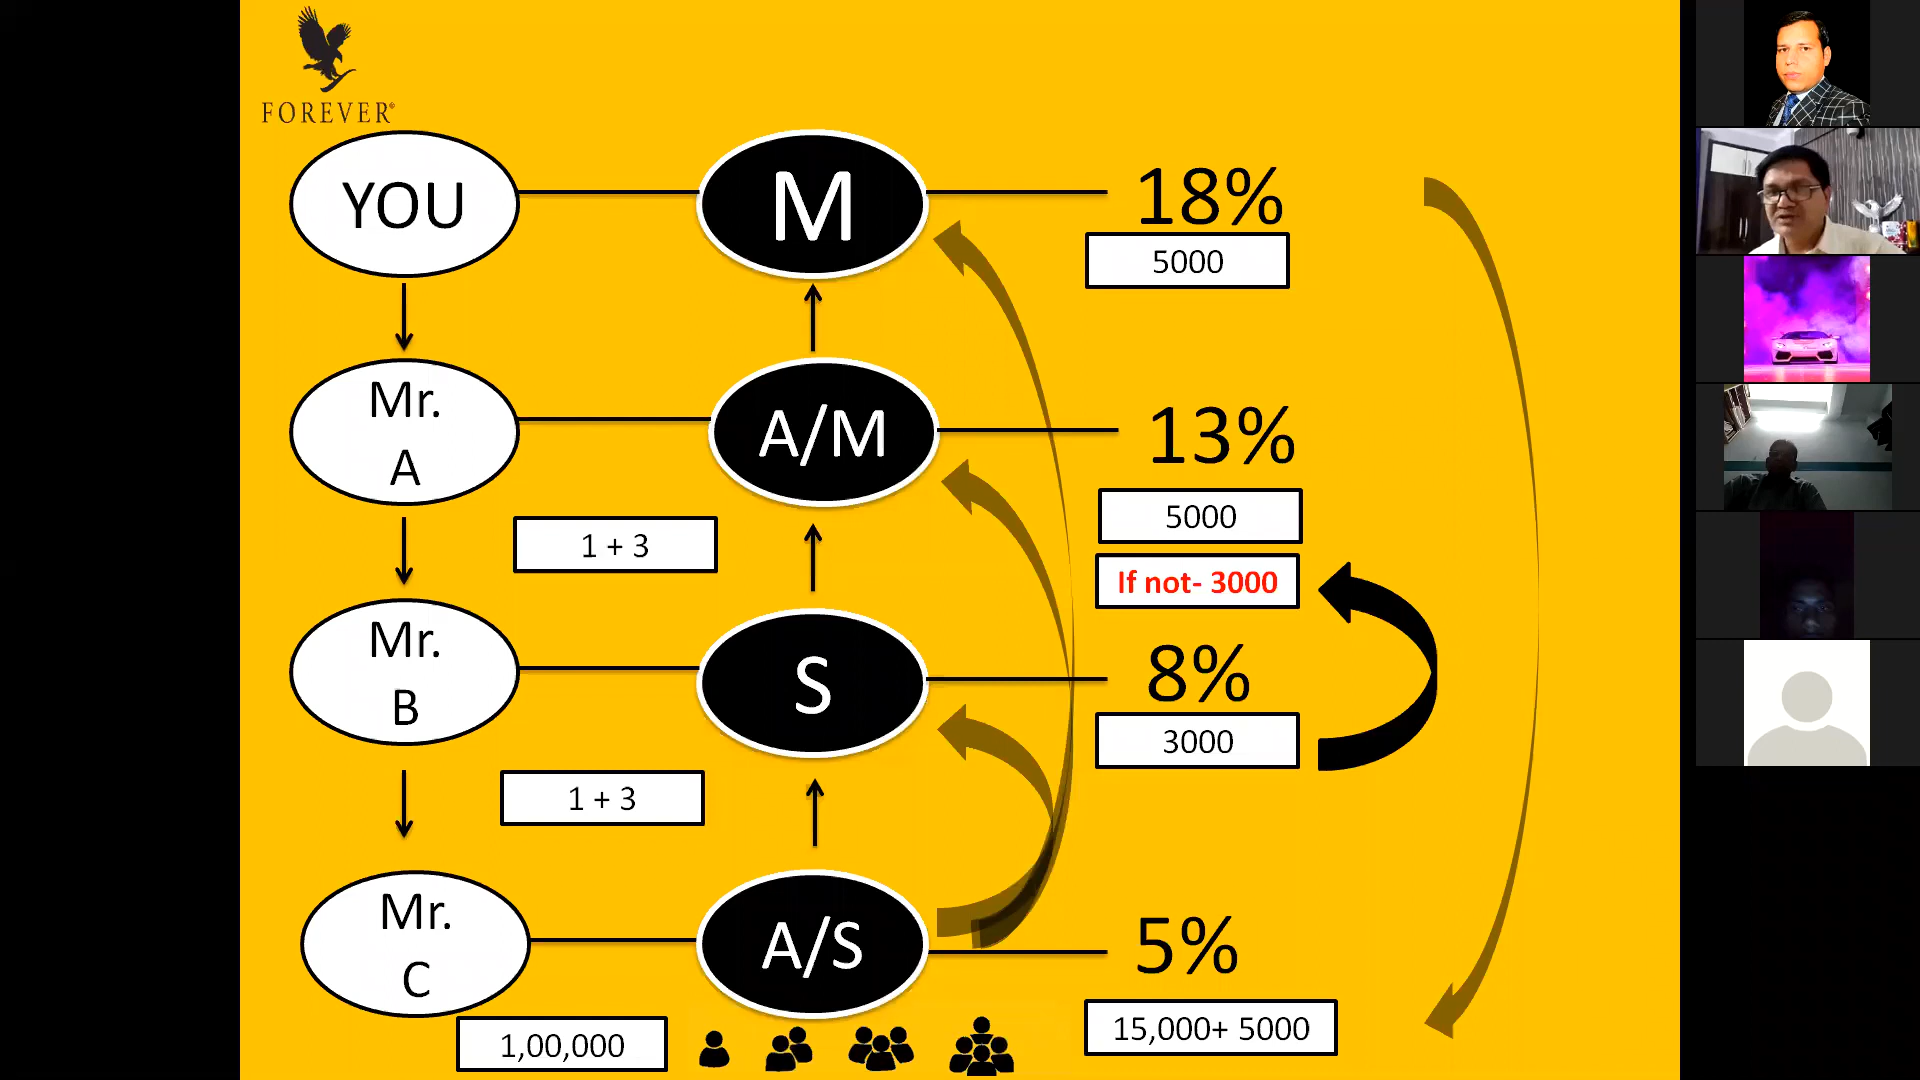 FOREVER®
YOU
M
18%
5000
Mr.
A
A/M
13%
5000
1 + 3
If not- 3000
Mr.
B
S
8%
3000
1 + 3
Mr.
C
A/S
5%
1,00,000
15,000+ 5000